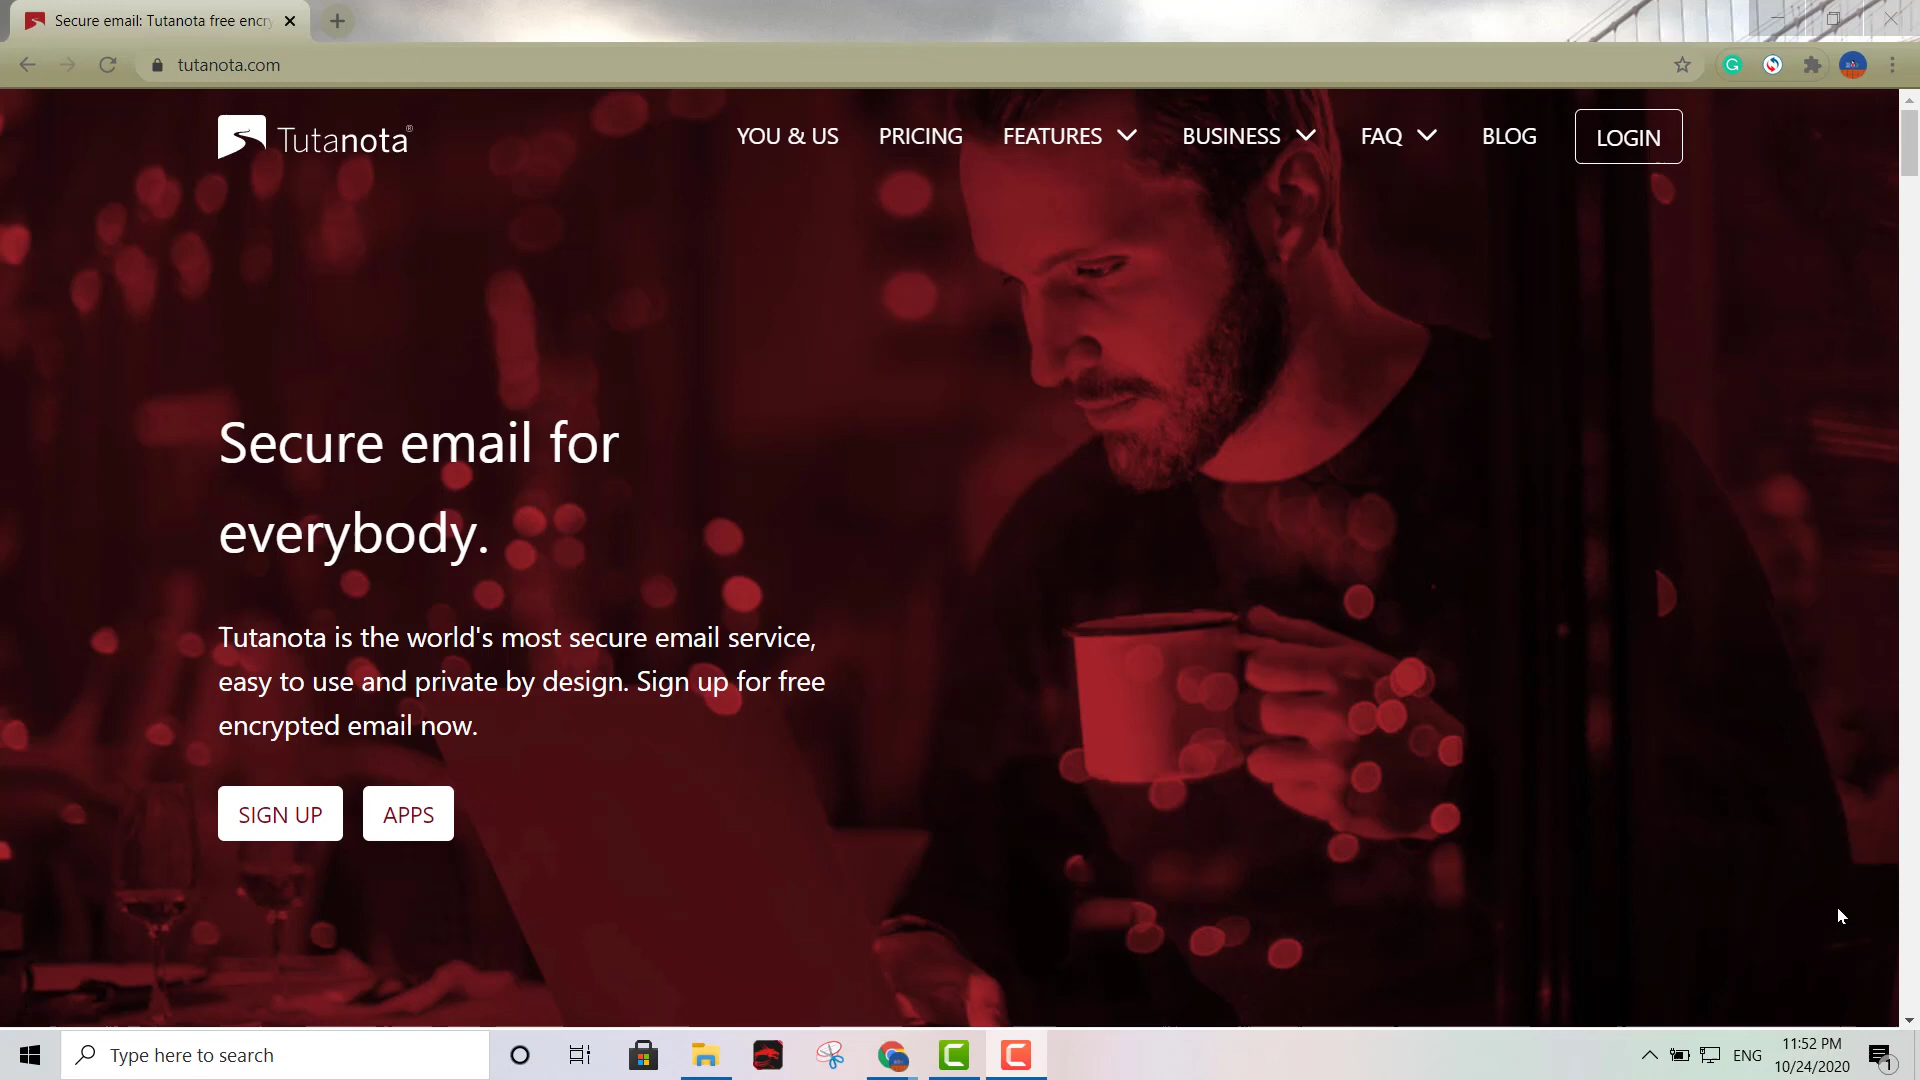 Secure email: Tutanota free encr
tutanota.com
Tutanota®
YOU & US
PRICING
FEATURES
BUSINESS
FAQ
BLOG
LOGIN
Secure email for
everybody.
Tutanota is the world's most secure email service,
easy to use and private by design. Sign up for free
encrypted email now.
SIGN UP
APPS
Type here to search
ENG
11:52 PM
10/24/2020
1